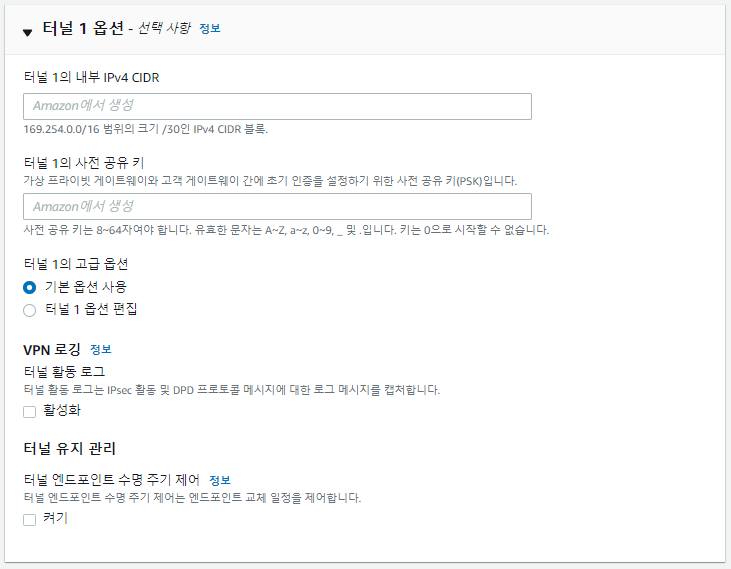 터널 1 옵션 - 선택 사항 정보
터널 1의 내부 IPv4 CIDR
Amazon에서 생성
169.254.0.0/16 범위의 크기 /30인 IPv4 CIDR 블록.
터널 1의 사전 공유 키
가상 프라이빗 게이트웨이와 고객 게이트웨이 간에 초기 인증을 설정하기 위한 사전 공유 키(PSK)입니다.
Amazon에서 생성
사전 공유 키는 8~64자여야 합니다. 유효한 문자는 A~Z, a~z, 0~9, _ 및 .입니다. 키는 0으로 시작할 수 없습니다.
터널 1의 고급 옵션
기본 옵션 사용
터널 1 옵션 편집
VPN 로깅 정보
터널 활동 로그
터널 활동 로그는 IPsec 활동 및 DPD 프로토콜 메시지에 대한 로그 메시지를 캡처합니다.
활성화
터널 유지 관리
터널 엔드포인트 수명 주기 제어 정보
터널 엔드포인트 수명 주기 제어는 엔드포인트 교체 일정을 제어합니다.
켜기